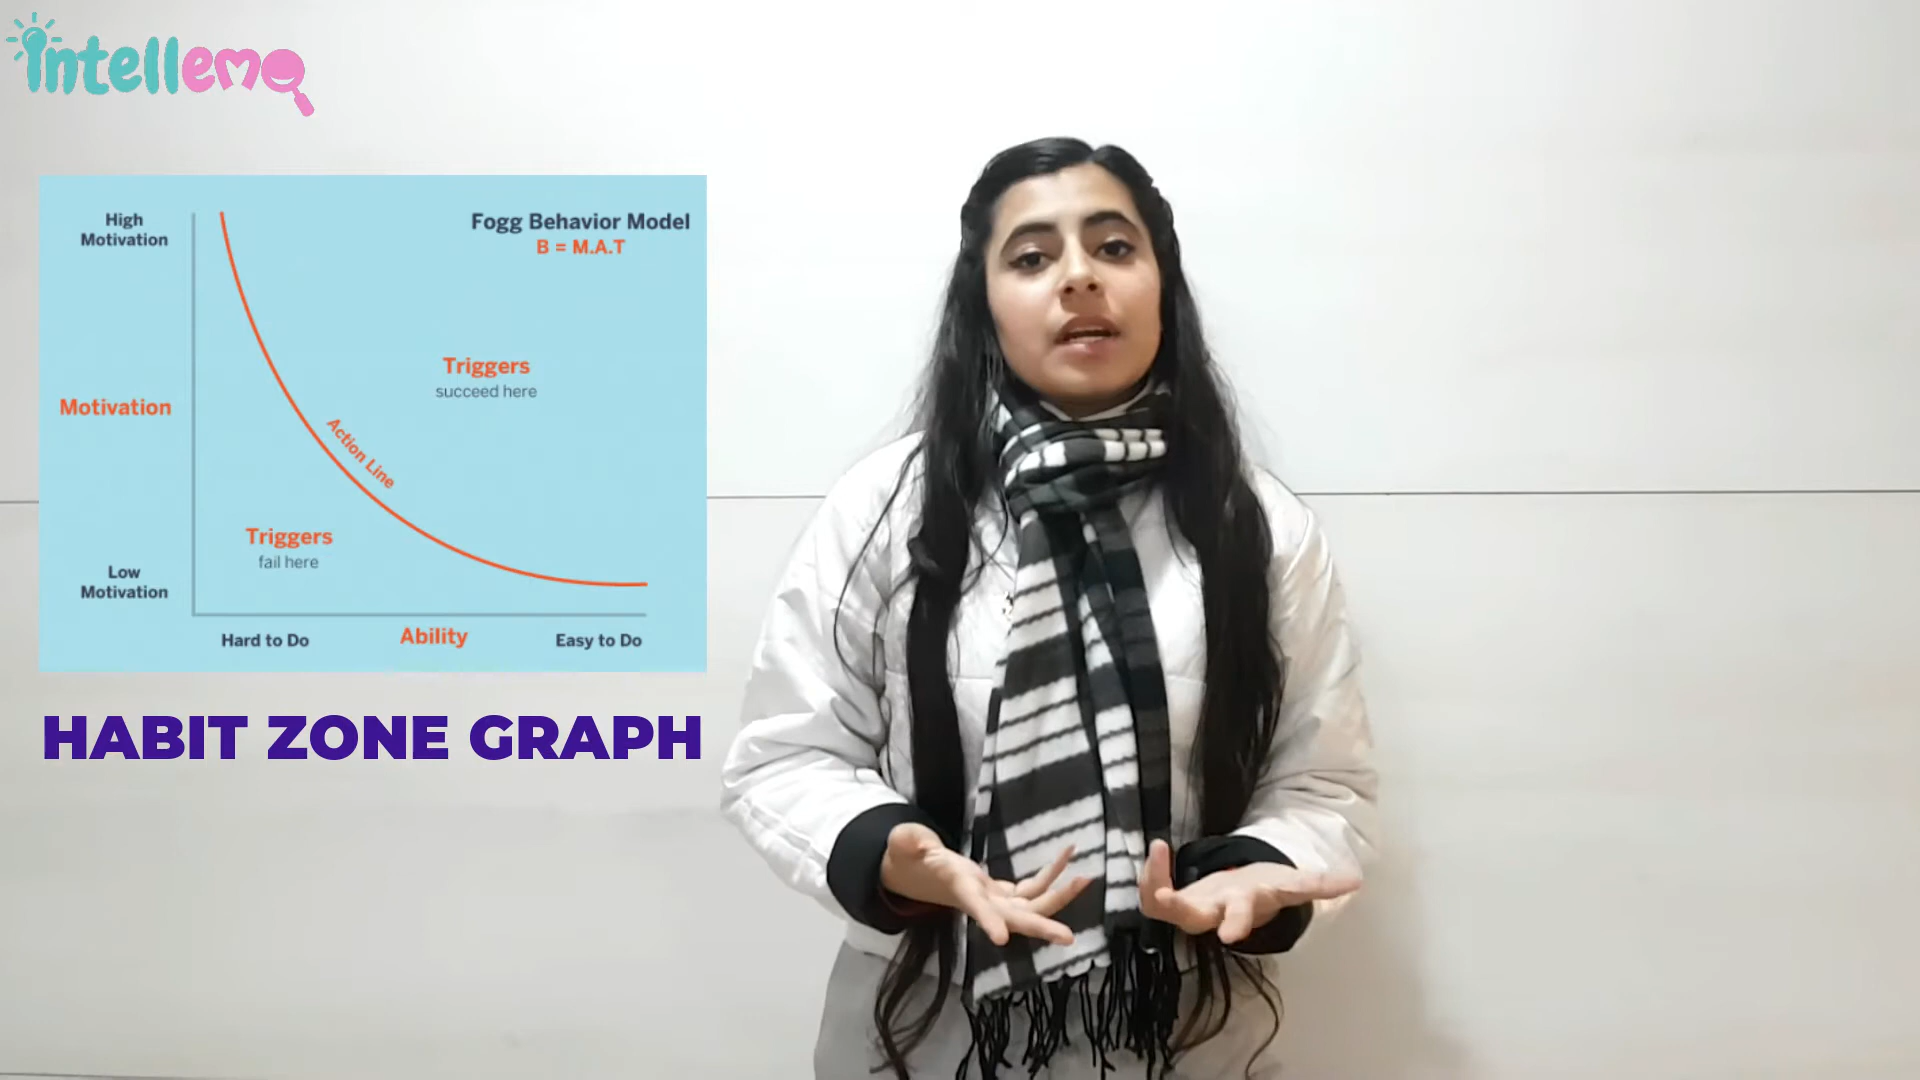 intellemo
High
Motivation
Fogg Behavior Model
B = M.A.T
Triggers
succeed here
Motivation
Action Line
Triggers
fail here
Low
Motivation
Hard to Do
Ability
Easy to Do
HABIT ZONE GRAPH